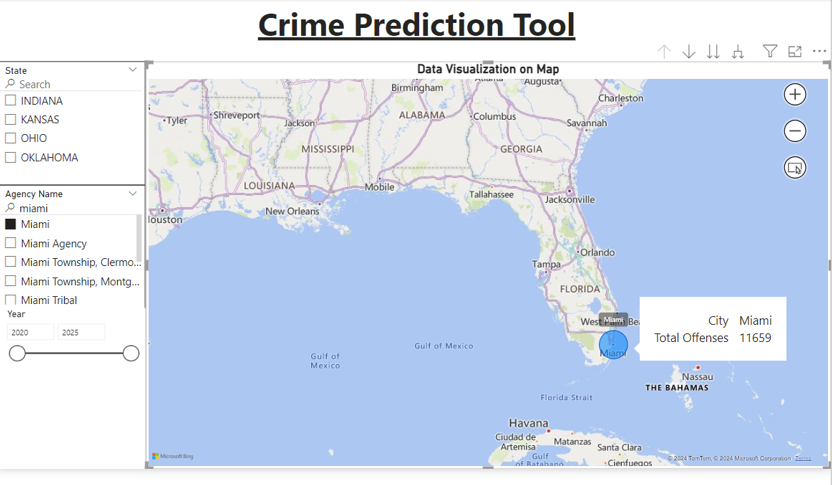 Crime Prediction Tool
State
Search
INDIANA
KANSAS
OHIO
OKLAHOMA
Agency Name
miami
Miami
Miami Agency
Miami Township, Clermo...
Miami Township, Montg...
Miami Tribal
Year
2020 2025
Data Visualization on Map
Birmingham
Augusta
Charleston
Tyler
Shreveport
Jackson
ALABAMA
Columbus
Savannah
MISSISSIPPI
GEORGIA
LOUISIANA
Mobile
Tallahassee
Jacksonville
New Orleans
Orlando
Tampa
FLORIDA
Miami
City Miami
Total Offenses 11659
Miami
Gulf of
Mexico
Gulf of Mexico
Nassau
THE BAHAMAS
Florida Strait
Havana
Ciudad de
Artemisa
Matanzas
Santa Clara
Gulf
of Batabano
Cienfuegos
Microsoft Bing
© 2024 TomTom, © 2024 Microsoft Corporation Terms